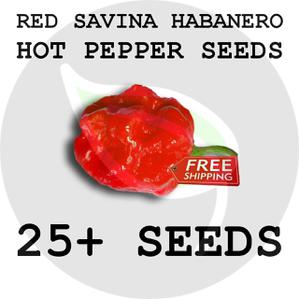 RED SAVINA HABANERO
HOT PEPPER SEEDS
FREE
SHIPPING
25+ SEEDS